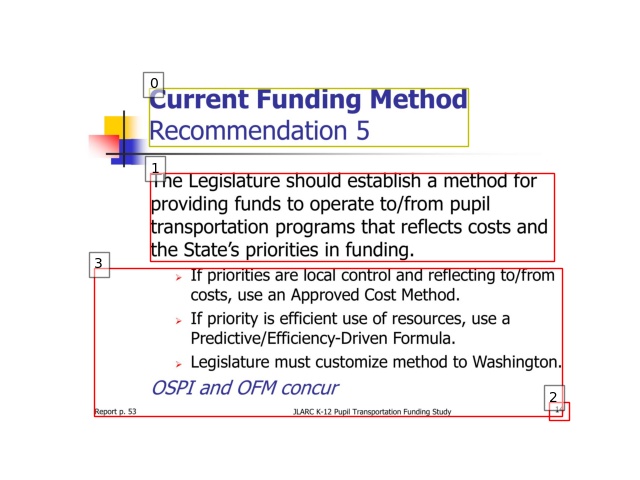 0
Current Funding Method
Recommendation 5
1
The Legislature should establish a method for
providing funds to operate to/from pupil
transportation programs that reflects costs and
the State's priorities in funding.
3
If priorities are local control and reflecting to/from
costs, use an Approved Cost Method.
If priority is efficient use of resources, use a
Predictive/Efficiency-Driven Formula.
Legislature must customize method to Washington.
OSPI and OFM concur
2
Report p. 53
JLARC K-12 Pupil Transportation Funding Study